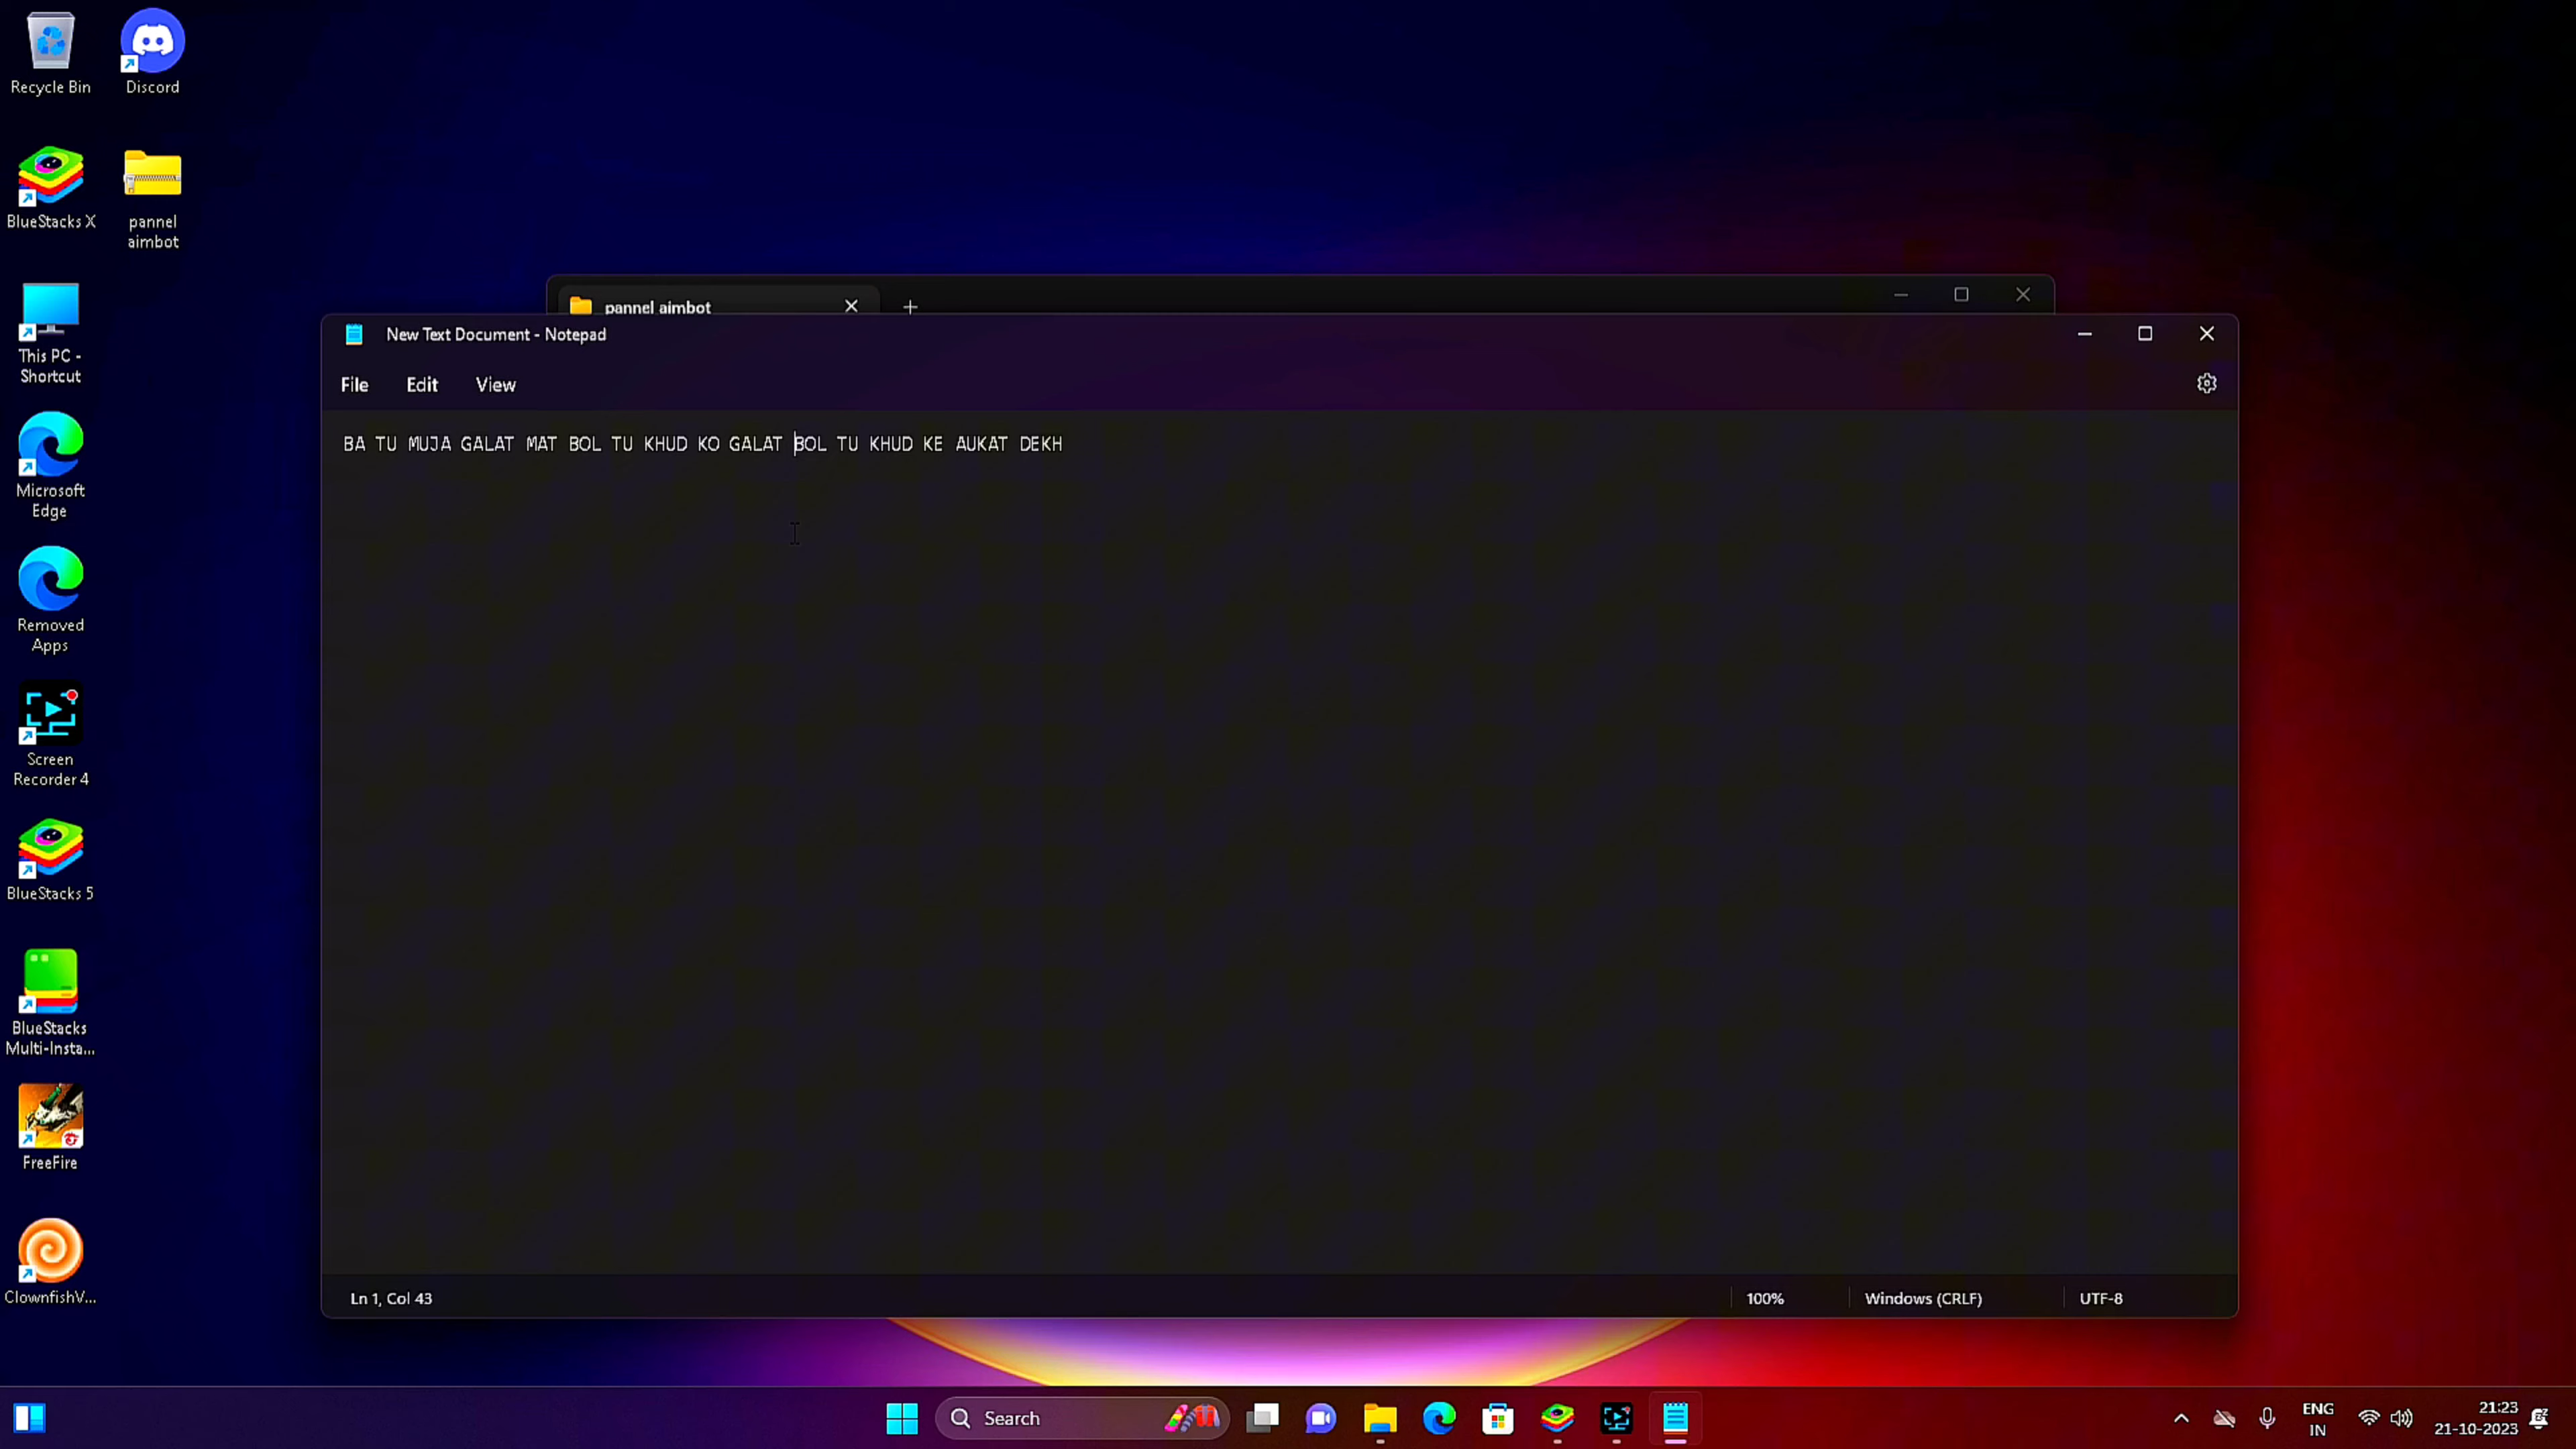 Recycle Bin
Discord
BlueStacks X
pannel
aimbot
This PC -
Shortcut
Microsoft
Edge
Removed
Apps
Screen
Recorder 4
BlueStacks 5
BlueStacks
Multi-Insta...
FreeFire
ClownfishV...
pannel aimbot
New Text Document - Notepad
File Edit View
BA TU MUJA GALAT MAT BOL TU KHUD KO GALAT BOL TU KHUD KE AUKAT DEKH
Ln 1, Col 43
100%
Windows (CRLF)
UTF-8
Search
ENG
IN
21:23
21-10-2023